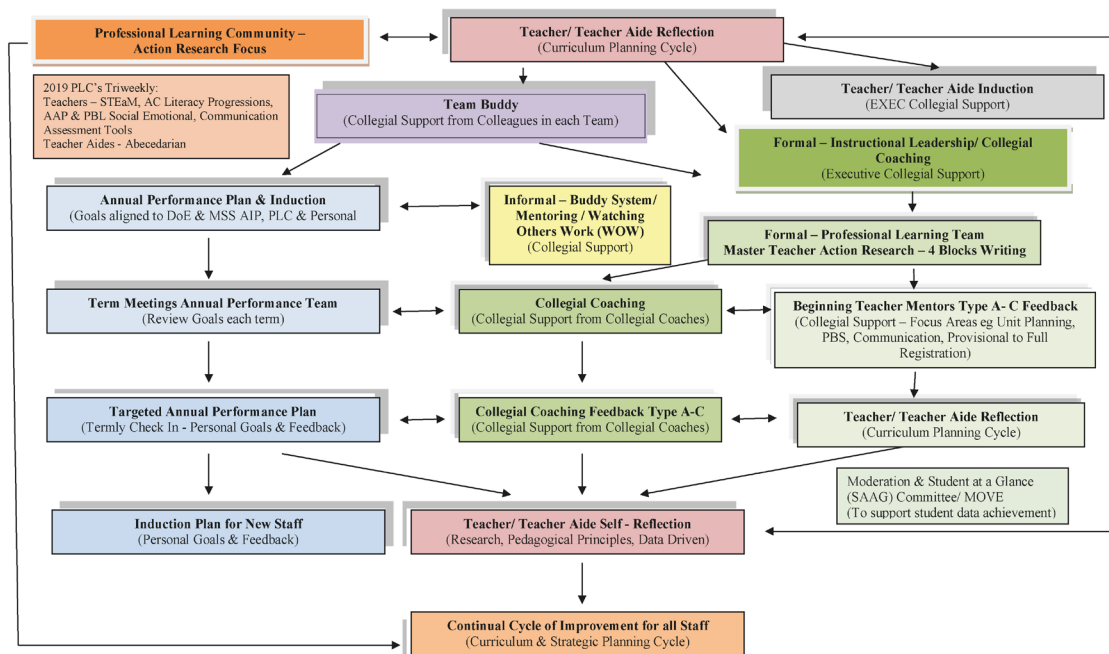 Professional Learning Community –
Action Research Focus
Teacher/ Teacher Aide Reflection
(Curriculum Planning Cycle)
2019 PLC's Triweekly:
Teachers – STEaM, AC Literacy Progressions,
AAP & PBL Social Emotional, Communication
Assessment Tools
Teacher Aides - Abecedarian
Team Buddy
(Collegial Support from Colleagues in each Team)
Teacher/ Teacher Aide Induction
(EXEC Collegial Support)
Formal – Instructional Leadership/ Collegial
Coaching
(Executive Collegial Support)
Annual Performance Plan & Induction
(Goals aligned to DoE & MSS AIP, PLC & Personal
Informal – Buddy System/
Mentoring / Watching
Others Work (WOW)
(Collegial Support)
Formal – Professional Learning Team
Master Teacher Action Research – 4 Blocks Writing
Term Meetings Annual Performance Team
(Review Goals each term)
Collegial Coaching
(Collegial Support from Collegial Coaches)
Beginning Teacher Mentors Type A- C Feedback
(Collegial Support – Focus Areas eg Unit Planning,
PBS, Communication, Provisional to Full
Registration)
Targeted Annual Performance Plan
(Termly Check In - Personal Goals & Feedback)
Collegial Coaching Feedback Type A-C
(Collegial Support from Collegial Coaches)
Teacher/ Teacher Aide Reflection
(Curriculum Planning Cycle)
Moderation & Student at a Glance
(SAAG) Committee/ MOVE
(To support student data achievement)
Induction Plan for New Staff
(Personal Goals & Feedback)
Teacher/ Teacher Aide Self - Reflection
(Research, Pedagogical Principles, Data Driven)
Continual Cycle of Improvement for all Staff
(Curriculum & Strategic Planning Cycle)